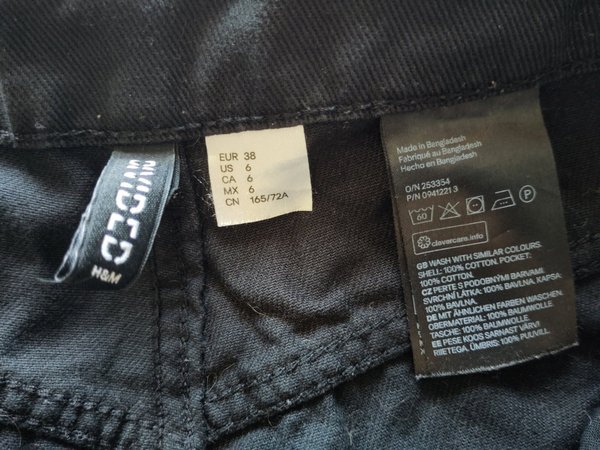 DIVIDED
H&M
EUR 38
US 6
CA 6
MX 6
CN 165/72A
Made in Bangladesh
Fabriqué au Bangladesh
Hecho en Bangladesh
O/N 253354
P/N 0941221 3
60
clevercare.info
GB WASH WITH SIMILAR COLOURS.
SHELL: 100% COTTON. POCKET:
100% COTTON.
CZ PERTE S PODOBNÝMI BARVAMI.
SVRCHNÍ LÁTKA: 100% BAVLNA. KAPSA:
100% BAVLNA.
DE MIT ÄHNLICHEN FARBEN WASCHEN.
OBERMATERIAL: 100% BAUMWOLLE
TASCHE: 100% BAUMWOLLE
EE PESE KOOS SARNAST VÄRVI
RIIETEGA. ÜMBRIS: 100% PUUVILL.